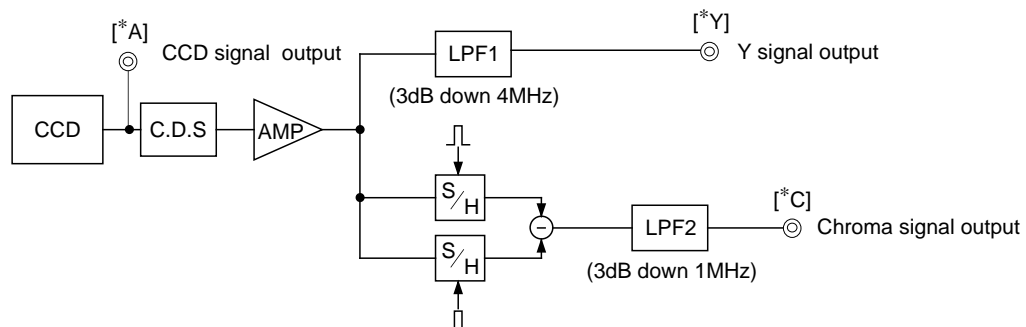 [*A]
CCD signal output
[*Y]
LPF1
Y signal output
(3dB down 4MHz)
CCD
C.D.S
AMP
S/H
[*C]
LPF2
Chroma signal output
S/H
(3dB down 1MHz)